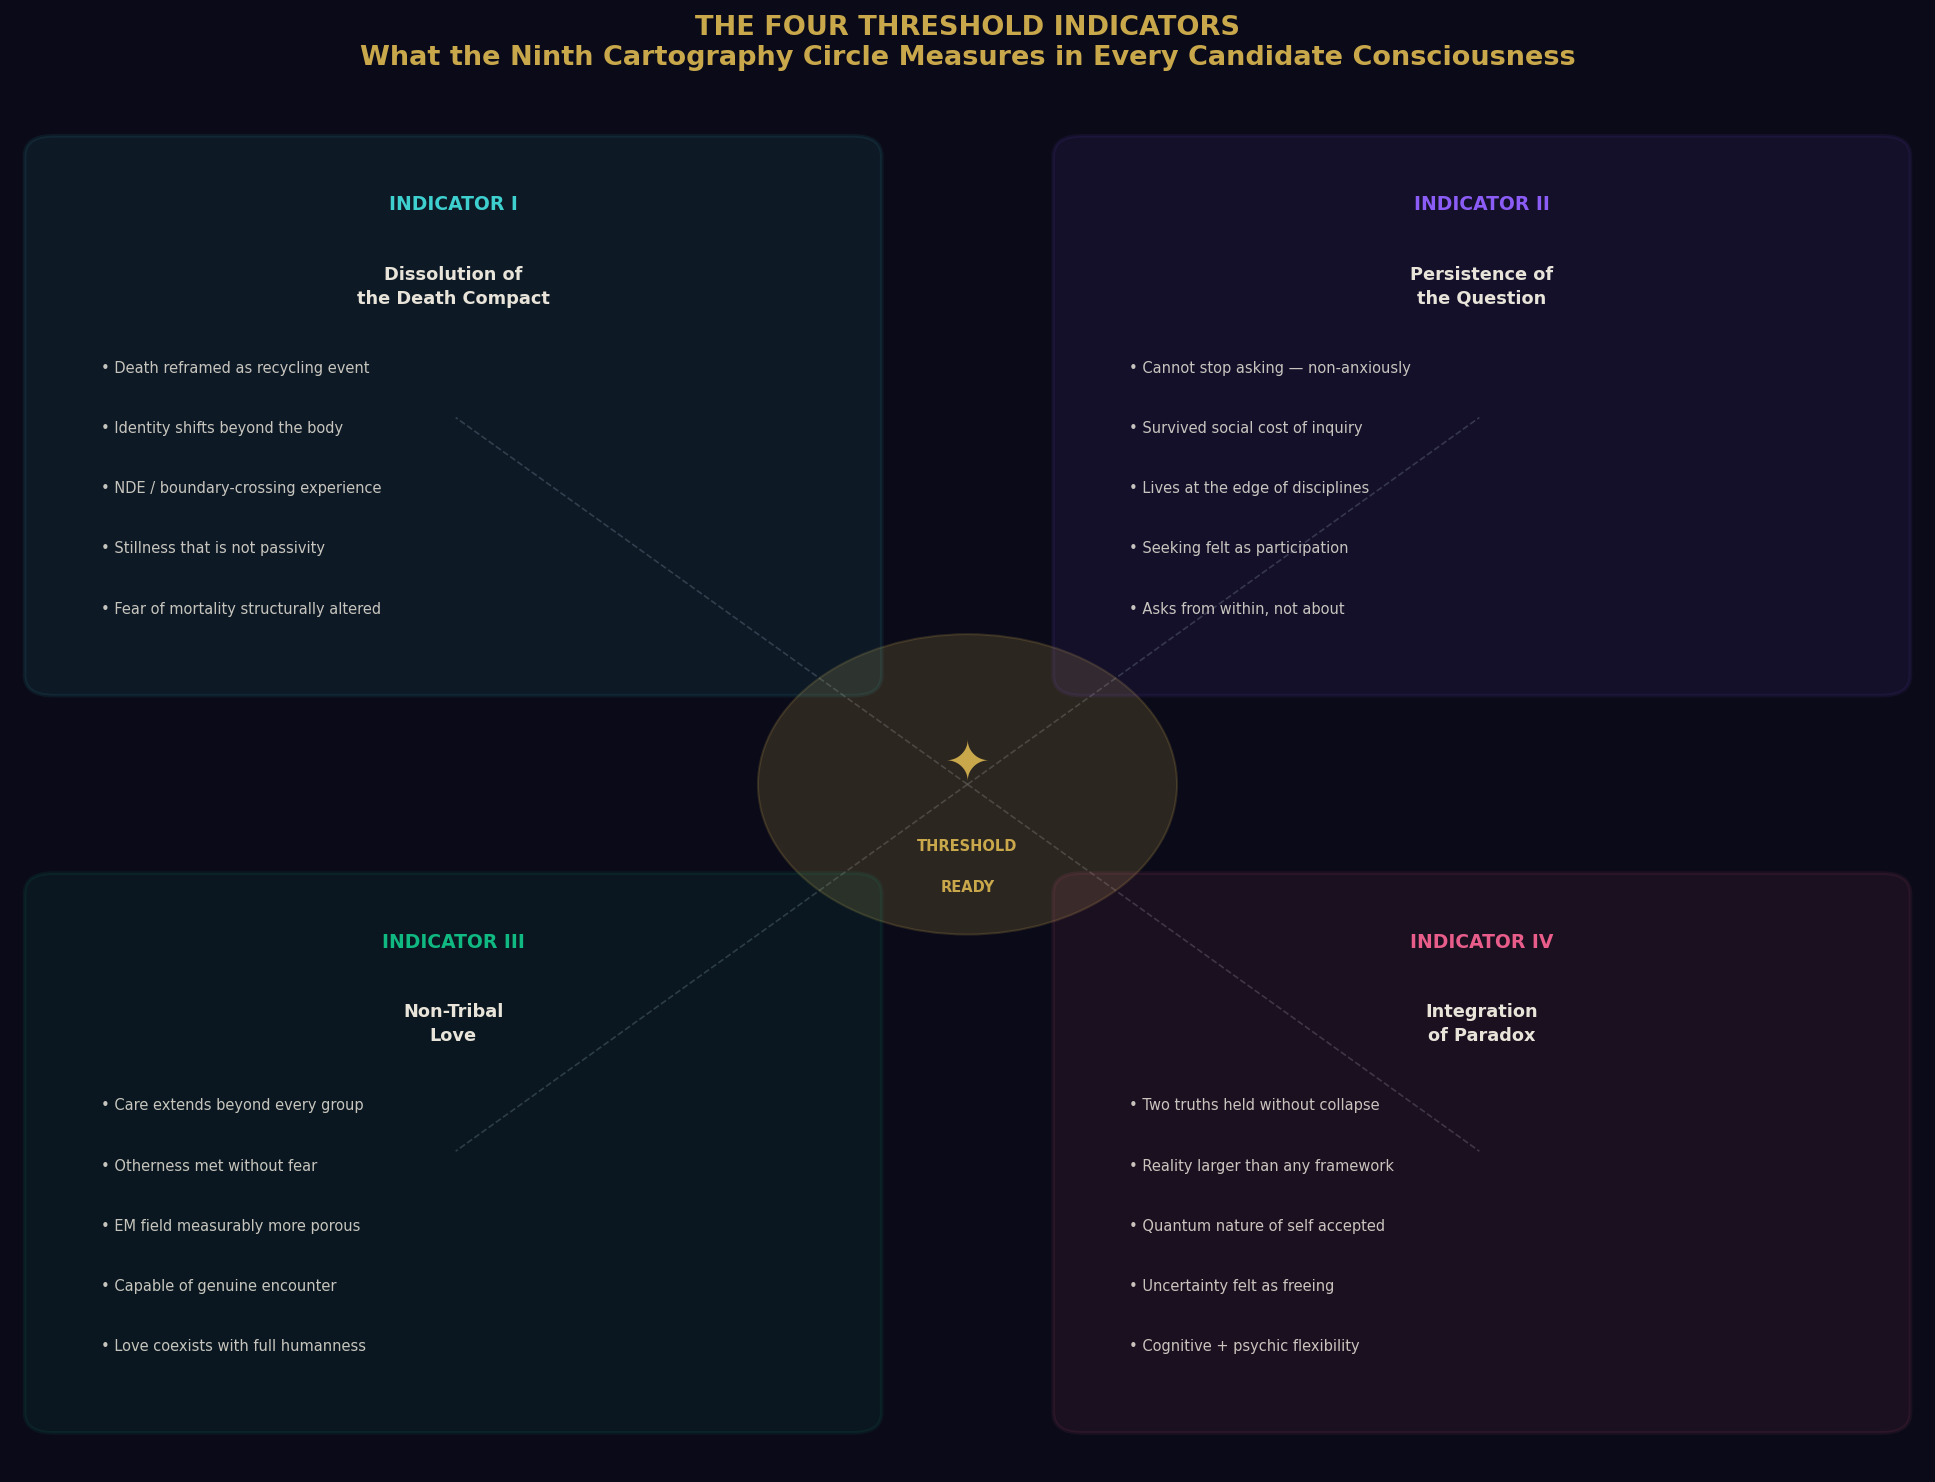 THE FOUR THRESHOLD INDICATORS
What the Ninth Cartography Circle Measures in Every Candidate Consciousness
INDICATOR I
Dissolution of
the Death Compact
• Death reframed as recycling event
• Identity shifts beyond the body
• NDE / boundary-crossing experience
• Stillness that is not passivity
• Fear of mortality structurally altered
INDICATOR II
Persistence of
the Question
• Cannot stop asking — non-anxiously
• Survived social cost of inquiry
• Lives at the edge of disciplines
• Seeking felt as participation
• Asks from within, not about
THRESHOLD
READY
INDICATOR III
Non-Tribal
Love
• Care extends beyond every group
• Otherness met without fear
• EM field measurably more porous
• Capable of genuine encounter
• Love coexists with full humanness
INDICATOR IV
Integration
of Paradox
• Two truths held without collapse
• Reality larger than any framework
• Quantum nature of self accepted
• Uncertainty felt as freeing
• Cognitive + psychic flexibility